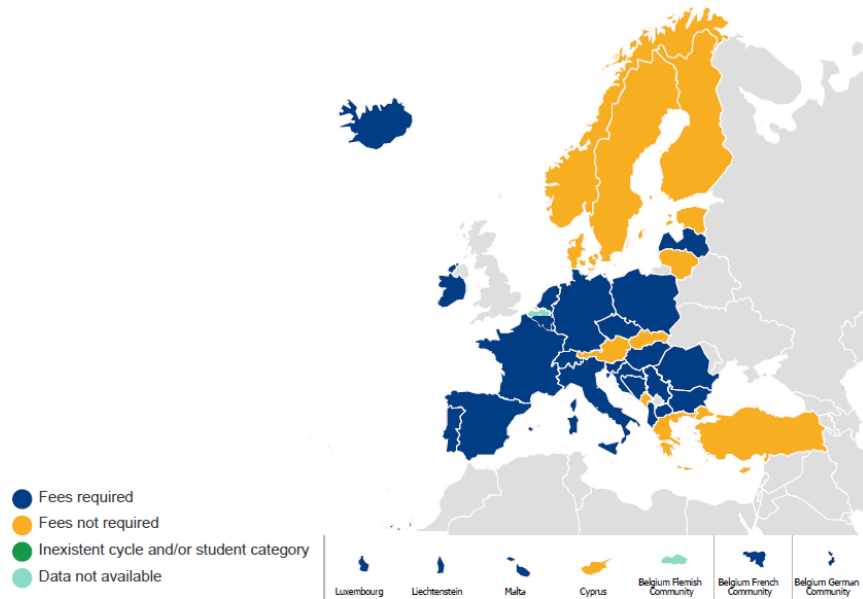 Fees required
Fees not required
Inexistent cycle and/or student category
Data not available
Luxembourg
Liechtenstein
Malta
Cyprus
Belgium Flemish
Community
Belgium French
Community
Belgium German
Community